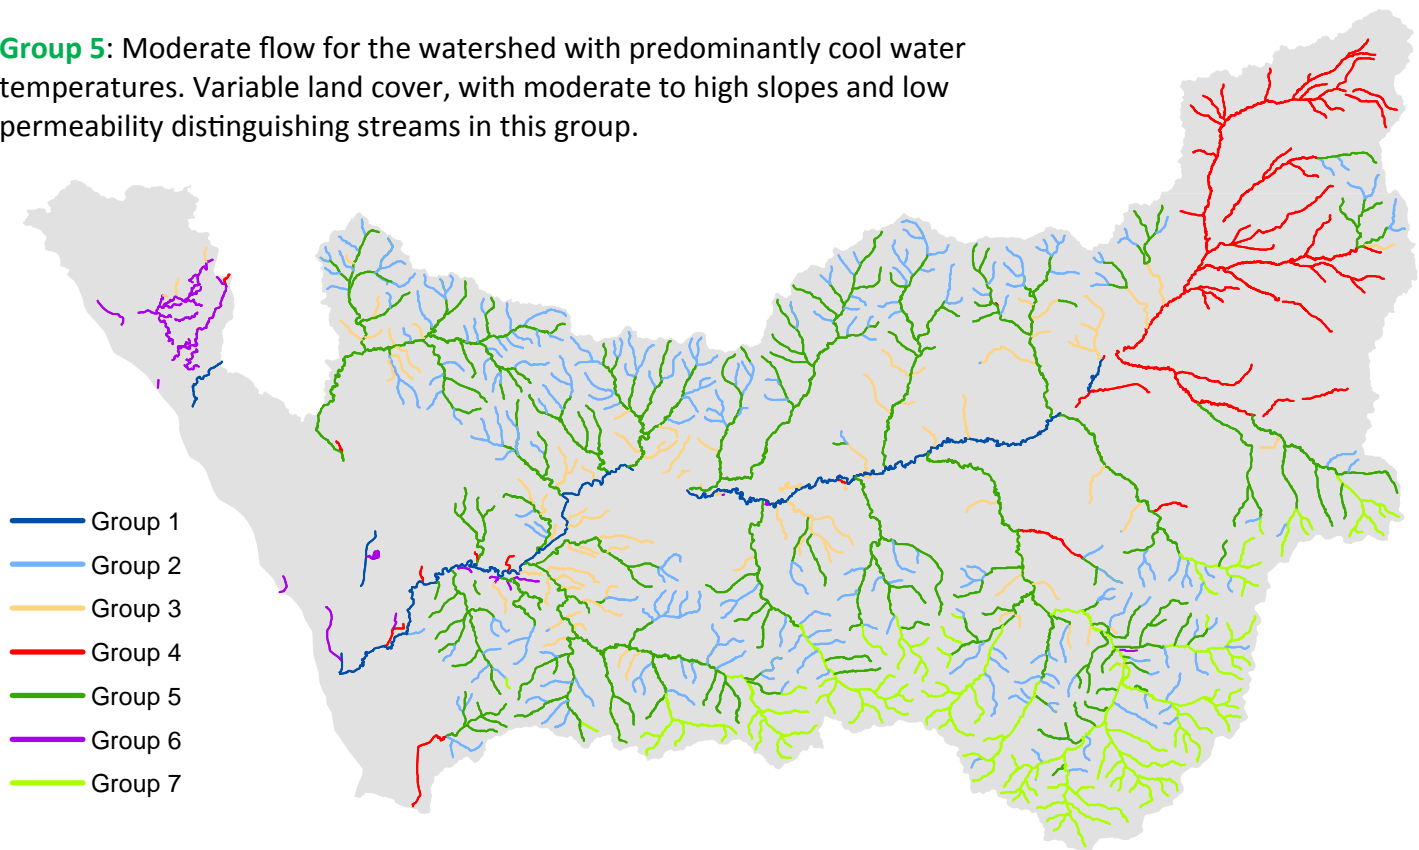 Group 5: Moderate flow for the watershed with predominantly cool water
temperatures. Variable land cover, with moderate to high slopes and low
permeability distinguishing streams in this group.
Group 1
Group 2
Group 3
Group 4
Group 5
Group 6
Group 7